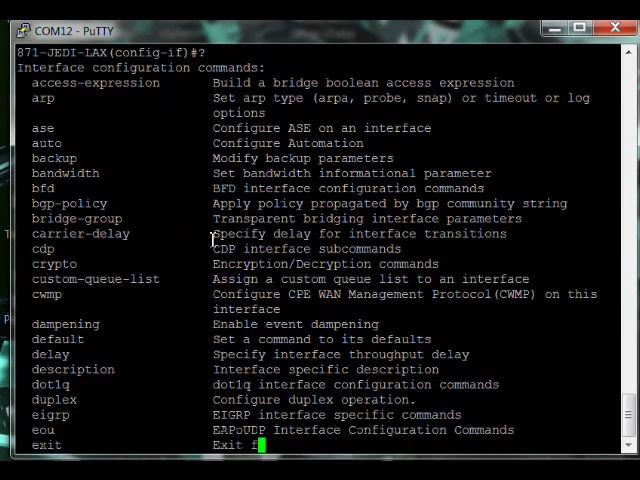 COM12 - PuTTY
871-JEDI-LAX(config-if)#?
Interface configuration commands:
access-expression Build a bridge boolean access expression
arp Set arp type (arpa, probe, snap) or timeout or log
options
ase Configure ASE on an interface
auto Configure Automation
backup Modify backup parameters
bandwidth Set bandwidth informational parameter
bfd BFD interface configuration commands
bgp-policy Apply policy propagated by bgp community string
bridge-group Transparent bridging interface parameters
carrier-delay Specify delay for interface transitions
cdp CDP interface subcommands
crypto Encryption/Decryption commands
custom-queue-list Assign a custom queue list to an interface
cwmp Configure CPE WAN Management Protocol(CWMP) on this
interface
dampening Enable event dampening
default Set a command to its defaults
delay Specify interface throughput delay
description Interface specific description
dot1q dot1q interface configuration commands
duplex Configure duplex operation.
eigrp EIGRP interface specific commands
eou EAPoUDP Interface Configuration Commands
exit Exit f